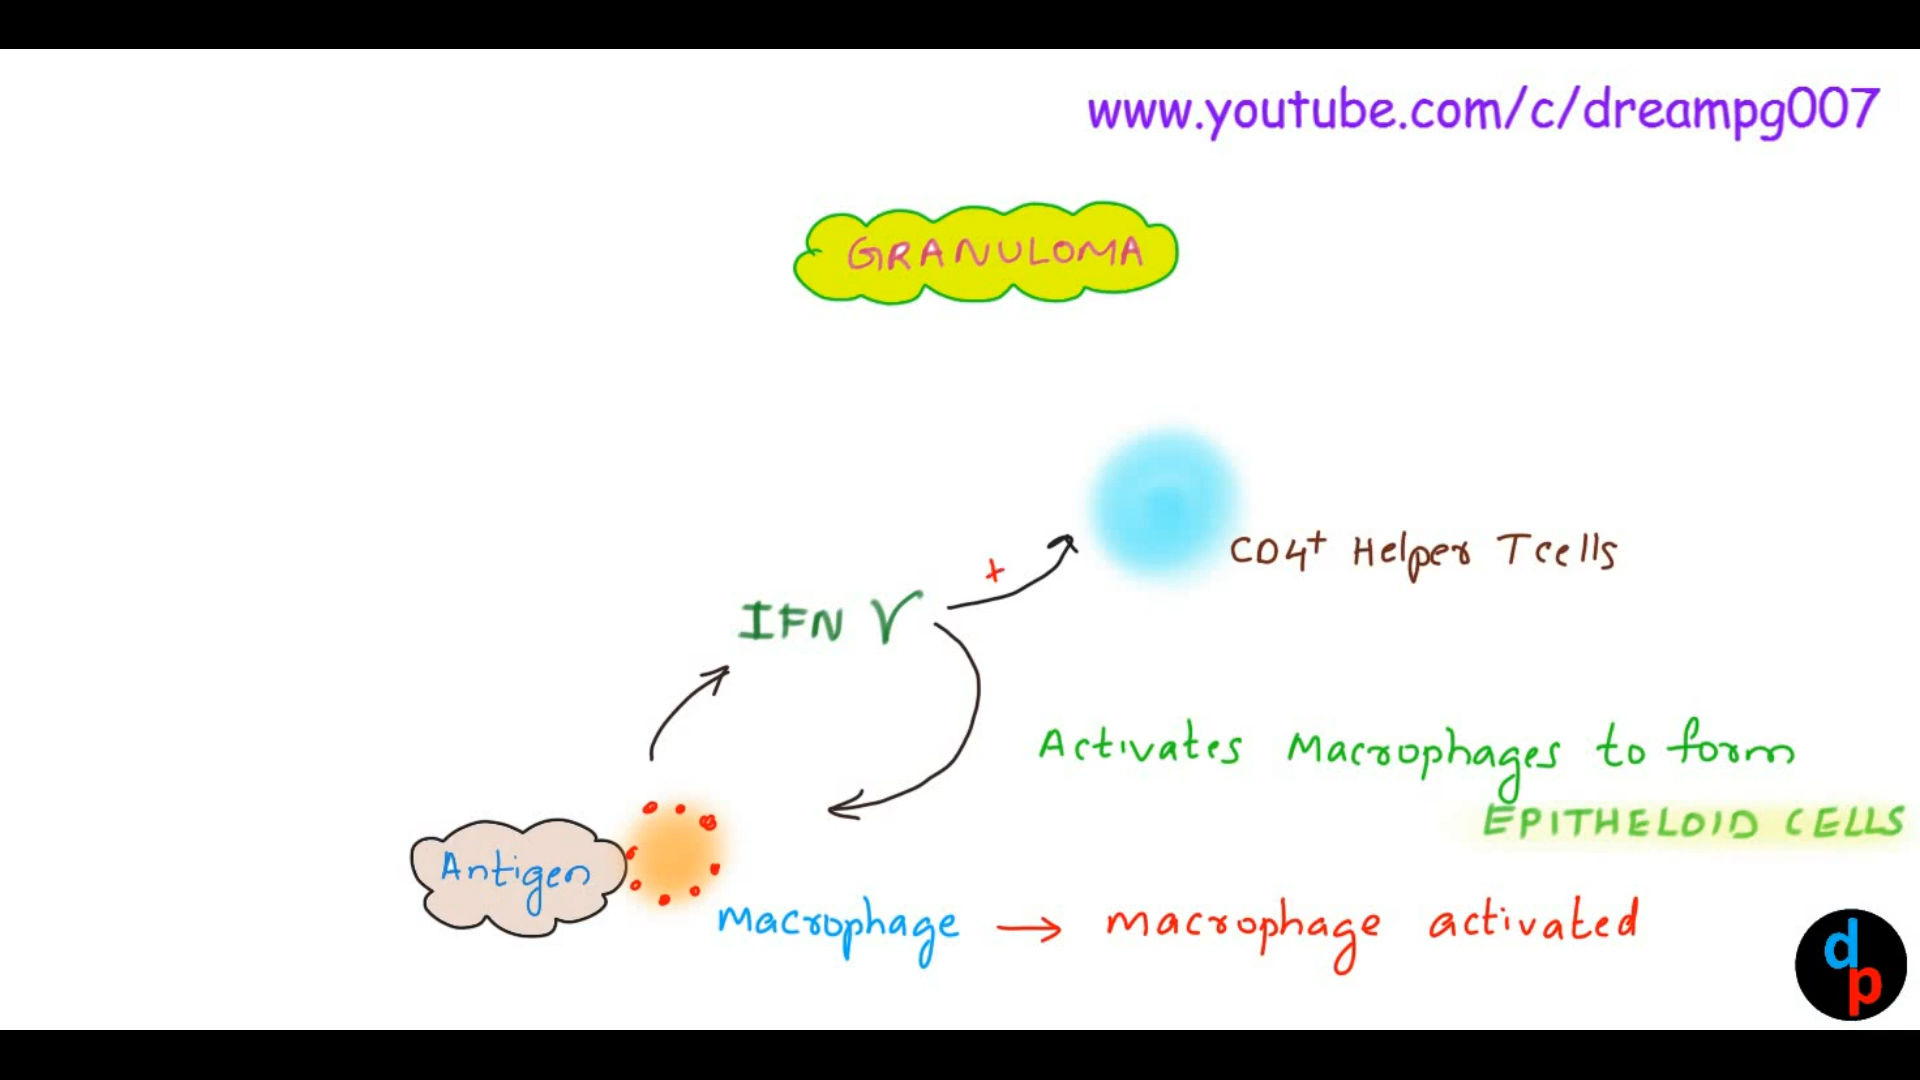 www.youtube.com/c/dreampg007
GRANULOMA
CD4+ Helper Tcells
+
IFN γ
Activates Macrophages to form
EPITHELOID CELLS
Antigen
Macrophage → macrophage activated
dp